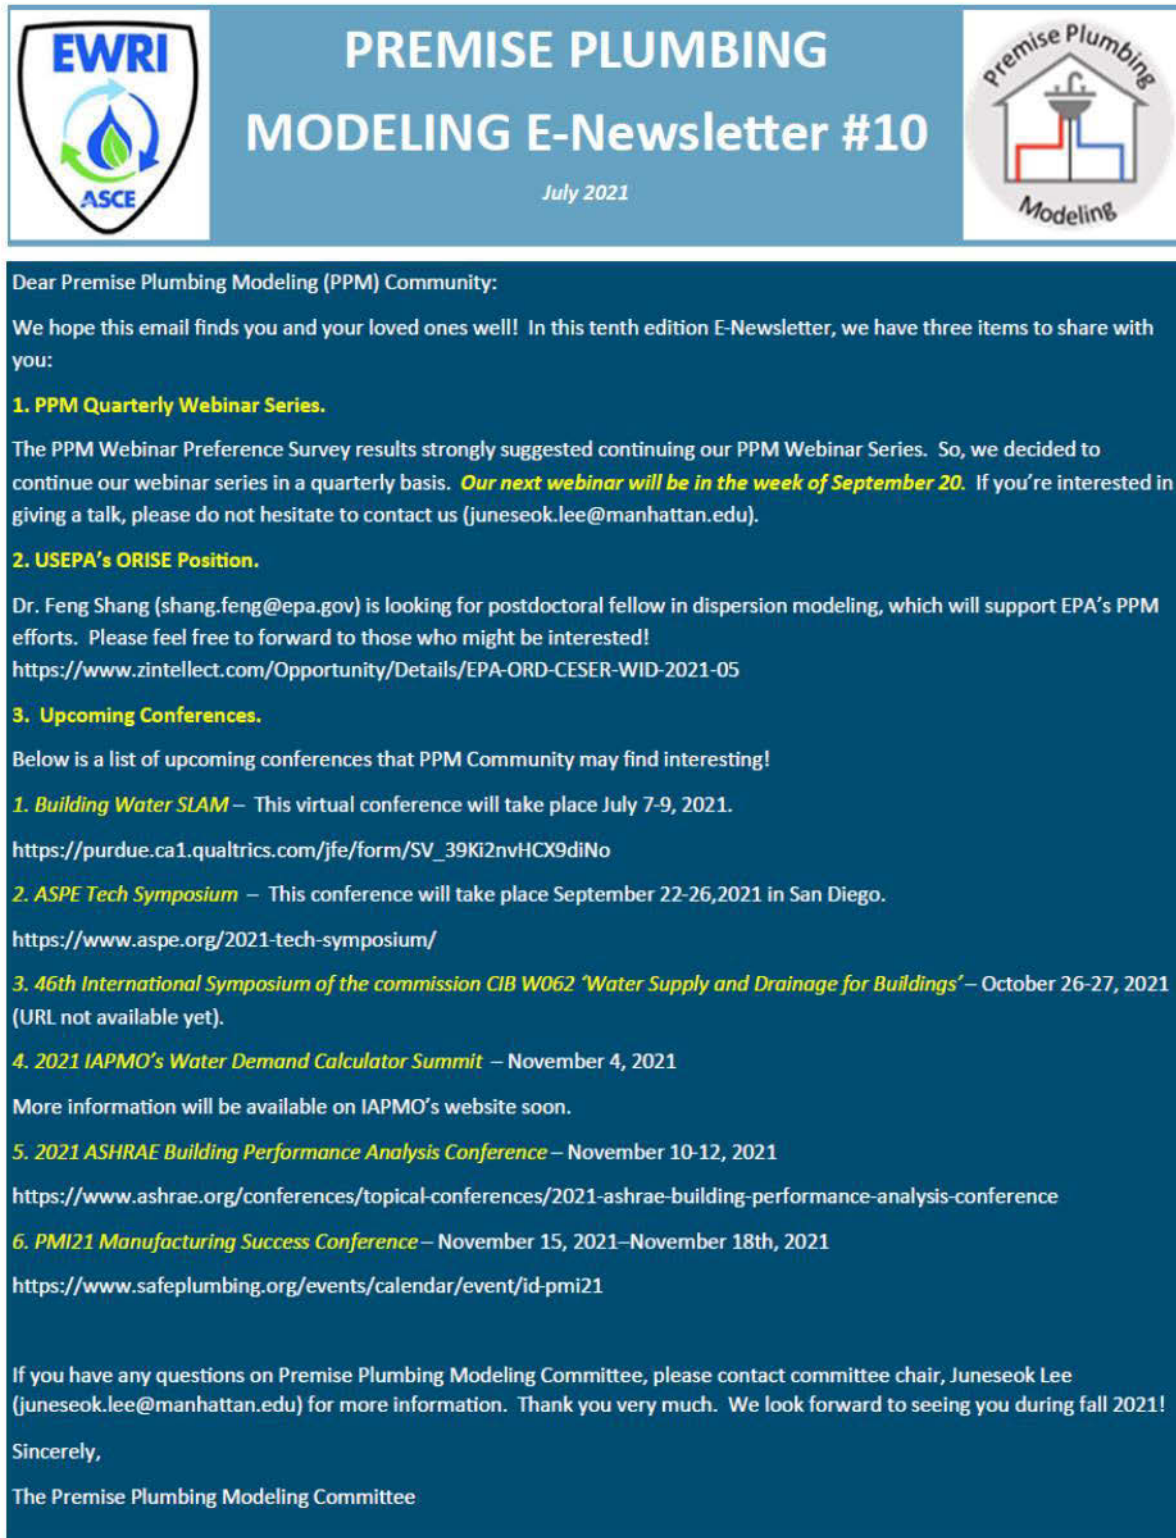 EWRI
ASCE
PREMISE PLUMBING
MODELING E-Newsletter #10
July 2021
Premise Plumbing
Modeling
Dear Premise Plumbing Modeling (PPM) Community:
We hope this email finds you and your loved ones well!  In this tenth edition E-Newsletter, we have three items to share with
you:
1. PPM Quarterly Webinar Series.
The PPM Webinar Preference Survey results strongly suggested continuing our PPM Webinar Series.  So, we decided to
continue our webinar series in a quarterly basis.  Our next webinar will be in the week of September 20.  If you're interested in
giving a talk, please do not hesitate to contact us (juneseok.lee@manhattan.edu).
2. USEPA's ORISE Position.
Dr. Feng Shang (shang.feng@epa.gov) is looking for postdoctoral fellow in dispersion modeling, which will support EPA's PPM
efforts.  Please feel free to forward to those who might be interested!
https://www.zintellect.com/Opportunity/Details/EPA-ORD-CESER-WID-2021-05
3.  Upcoming Conferences.
Below is a list of upcoming conferences that PPM Community may find interesting!
1. Building Water SLAM –  This virtual conference will take place July 7-9, 2021.
https://purdue.ca1.qualtrics.com/jfe/form/SV_39Ki2nvHCX9diNo
2. ASPE Tech Symposium  –  This conference will take place September 22-26,2021 in San Diego.
https://www.aspe.org/2021-tech-symposium/
3. 46th International Symposium of the commission CIB W062 'Water Supply and Drainage for Buildings' – October 26-27, 2021
(URL not available yet).
4. 2021 IAPMO's Water Demand Calculator Summit  – November 4, 2021
More information will be available on IAPMO's website soon.
5. 2021 ASHRAE Building Performance Analysis Conference – November 10-12, 2021
https://www.ashrae.org/conferences/topical-conferences/2021-ashrae-building-performance-analysis-conference
6. PMI21 Manufacturing Success Conference – November 15, 2021–November 18th, 2021
https://www.safeplumbing.org/events/calendar/event/id-pmi21
If you have any questions on Premise Plumbing Modeling Committee, please contact committee chair, Juneseok Lee
(juneseok.lee@manhattan.edu) for more information.  Thank you very much.  We look forward to seeing you during fall 2021!
Sincerely,
The Premise Plumbing Modeling Committee